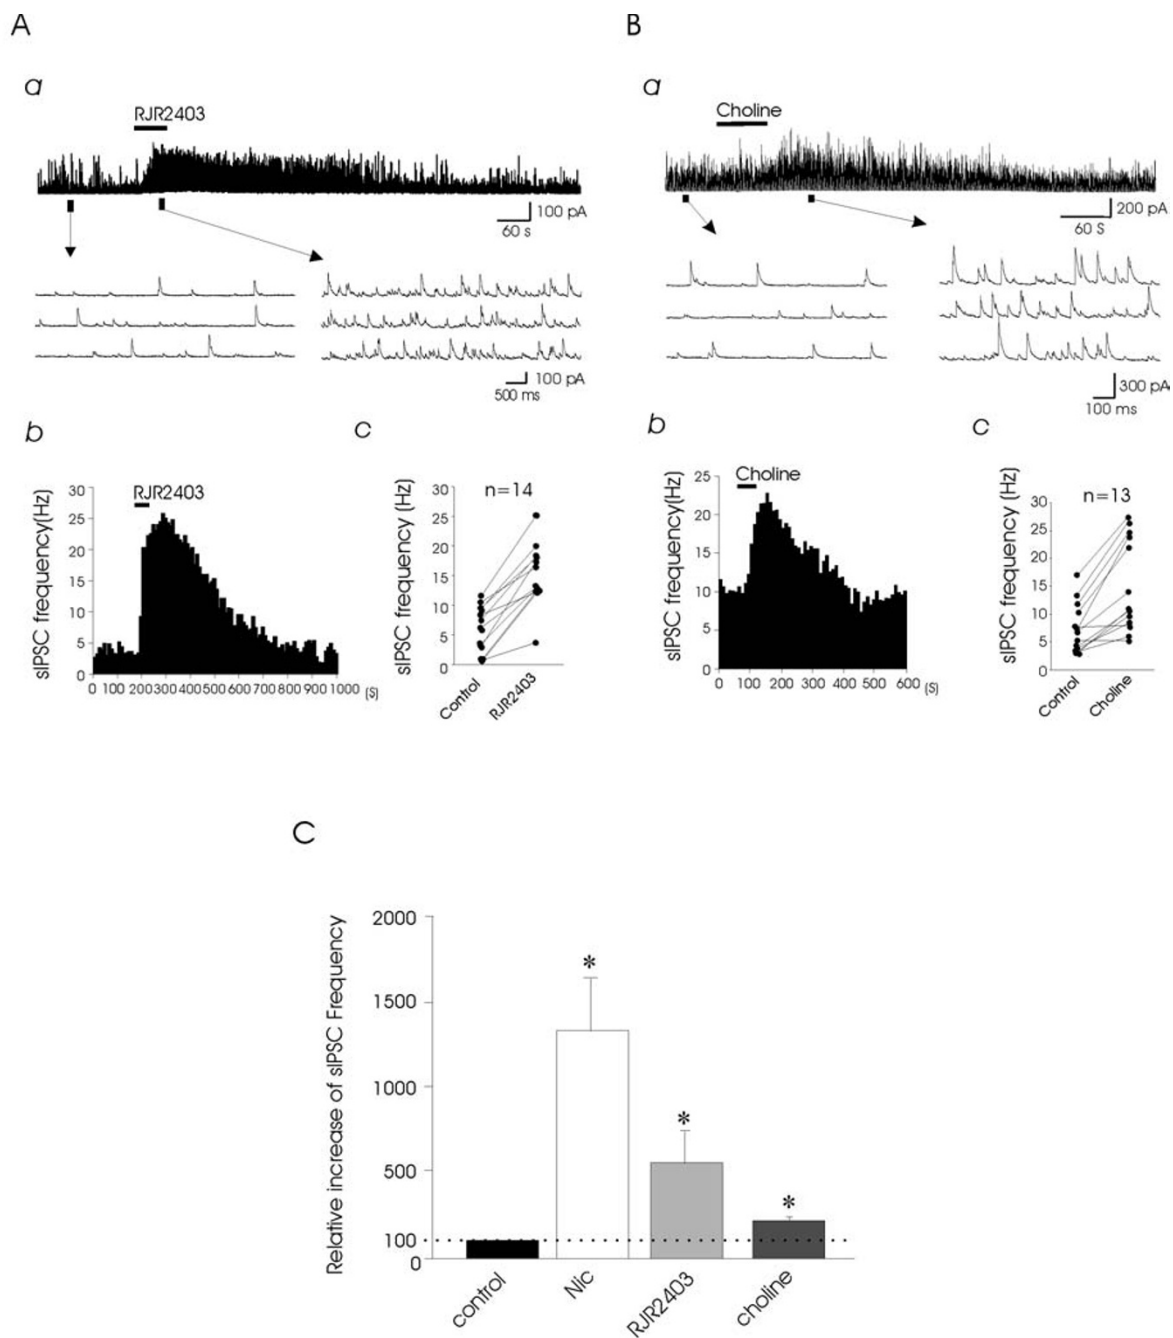 A
B
a
a
RJR2403
Choline
100 pA
60 s
200 pA
60 S
100 pA
500 ms
300 pA
100 ms
b
c
b
c
sIPSC frequency(Hz)
30
25
20
15
10
5
0
RJR2403
0 100 200 300 400 500 600 700 800 900 1000 (S)
sIPSC frequency (Hz)
30
25
20
15
10
5
0
n=14
Control
RJR2403
sIPSC frequency(Hz)
25
20
15
10
5
0
Choline
0 100 200 300 400 500 600 (S)
sIPSC frequency (Hz)
30
25
20
15
10
5
0
n=13
Control
Choline
C
Relative increase of sIPSC Frequency
2000
1500
1000
500
100
0
*
*
*
control
Nic
RJR2403
choline